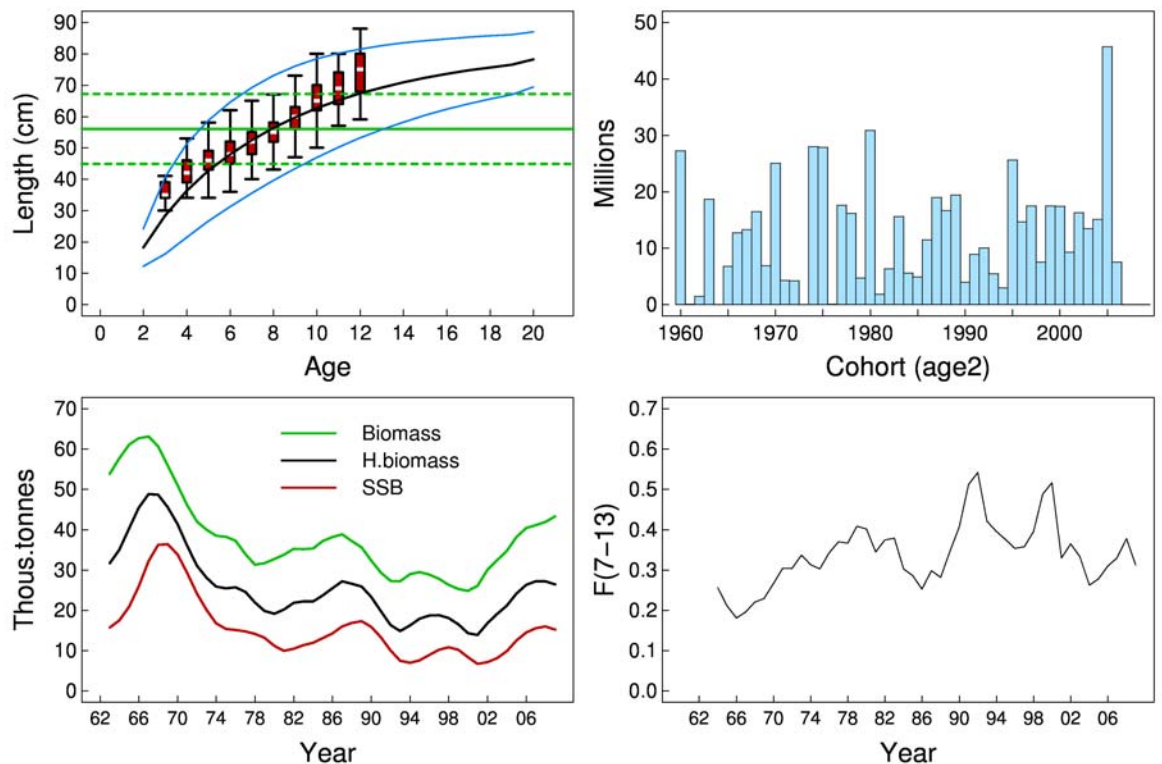 90
80
70
60
50
40
30
20
10
0
Length (cm)
0 2 4 6 8 10 12 14 16 18 20
Age
50
40
30
20
10
0
Millions
1960 1970 1980 1990 2000
Cohort (age2)
70
60
50
40
30
20
10
0
Thous.tonnes
Biomass
H.biomass
SSB
62 66 70 74 78 82 86 90 94 98 02 06
Year
0.7
0.6
0.5
0.4
0.3
0.2
0.1
0.0
F(7−13)
62 66 70 74 78 82 86 90 94 98 02 06
Year